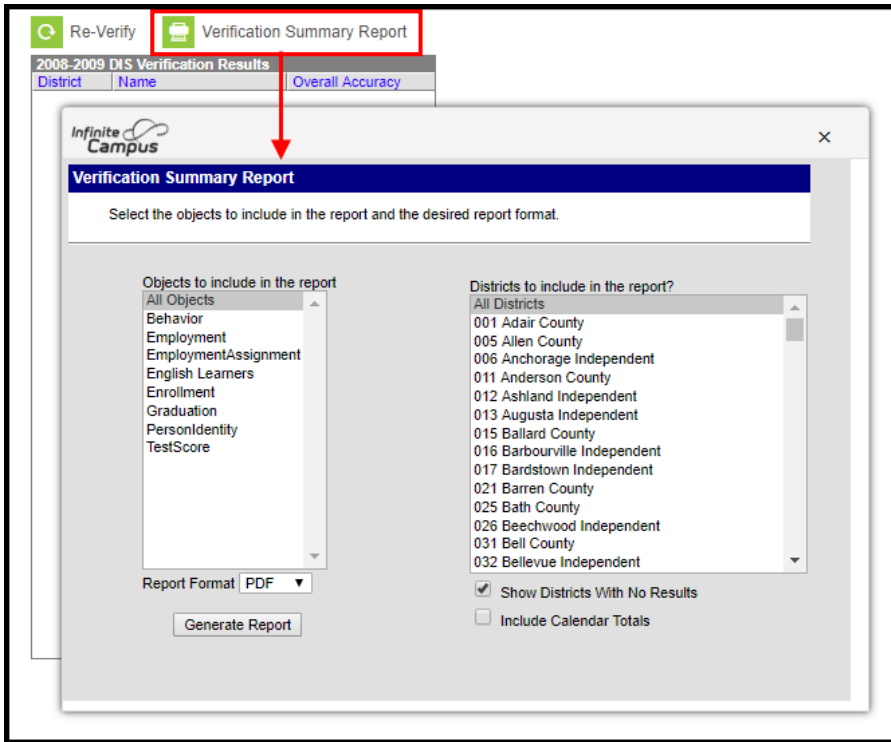 Re-Verify Verification Summary Report
2008-2009 DIS Verification Results
District Name Overall Accuracy
Infinite
Campus
×
Verification Summary Report
Select the objects to include in the report and the desired report format.
Objects to include in the report
All Objects
Behavior
Employment
EmploymentAssignment
English Learners
Enrollment
Graduation
PersonIdentity
TestScore
Report Format PDF
Generate Report
Districts to include in the report?
All Districts
001 Adair County
005 Allen County
006 Anchorage Independent
011 Anderson County
012 Ashland Independent
013 Augusta Independent
015 Ballard County
016 Barbourville Independent
017 Bardstown Independent
021 Barren County
025 Bath County
026 Beechwood Independent
031 Bell County
032 Bellevue Independent
Show Districts With No Results
Include Calendar Totals